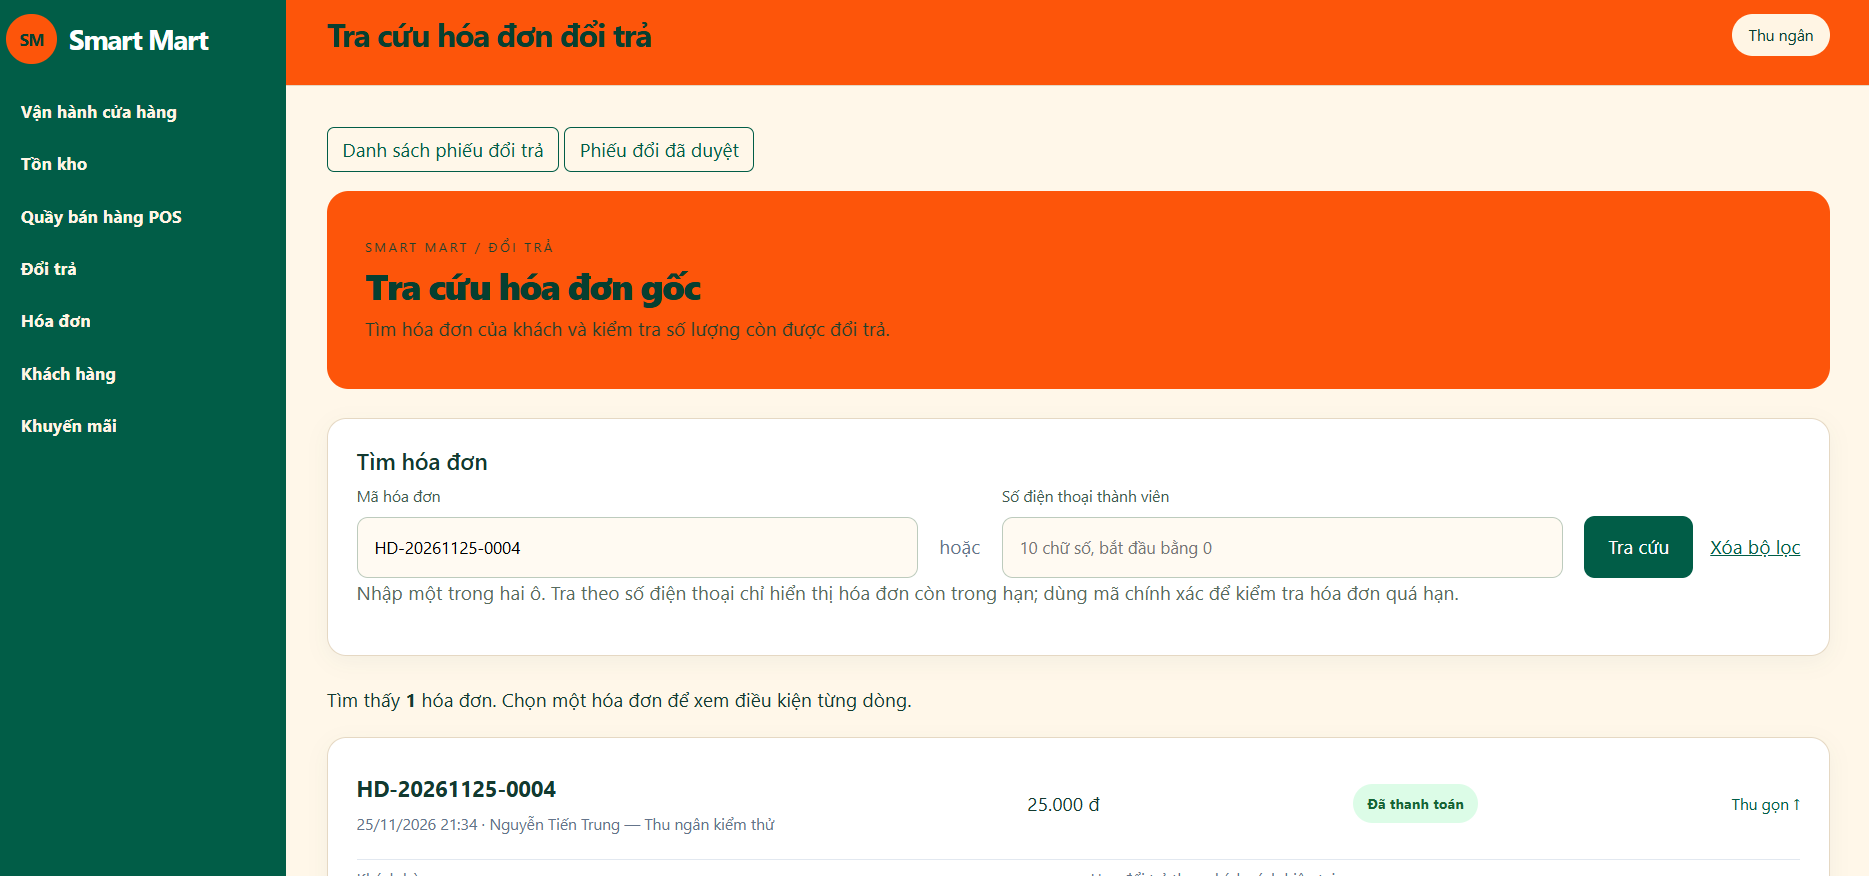 SM
Smart Mart
Vận hành cửa hàng
Tồn kho
Quầy bán hàng POS
Đổi trả
Hóa đơn
Khách hàng
Khuyến mãi
Tra cứu hóa đơn đổi trả
Thu ngân
Danh sách phiếu đổi trả
Phiếu đổi đã duyệt
SMART MART / ĐỔI TRẢ
Tra cứu hóa đơn gốc
Tìm hóa đơn của khách và kiểm tra số lượng còn được đổi trả.
Tìm hóa đơn
Mã hóa đơn
Số điện thoại thành viên
HD-20261125-0004
hoặc
10 chữ số, bắt đầu bằng 0
Tra cứu
Xóa bộ lọc
Nhập một trong hai ô. Tra theo số điện thoại chỉ hiển thị hóa đơn còn trong hạn; dùng mã chính xác để kiểm tra hóa đơn quá hạn.
Tìm thấy 1 hóa đơn. Chọn một hóa đơn để xem điều kiện từng dòng.
HD-20261125-0004
25.000 đ
Đã thanh toán
Thu gọn ↑
25/11/2026 21:34 · Nguyễn Tiến Trung — Thu ngân kiểm thử